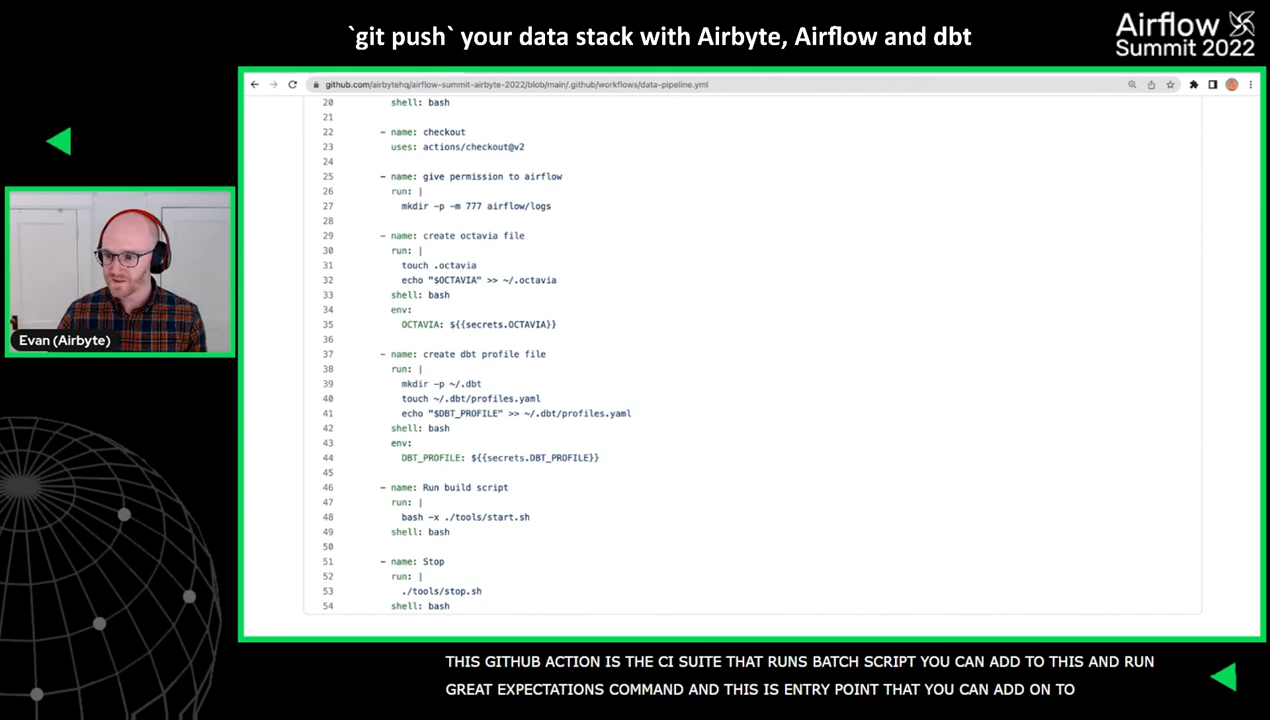 `git push` your data stack with Airbyte, Airflow and dbt
Airflow
Summit 2022
github.com/airbytehq/airflow-summit-airbyte-2022/blob/main/.github/workflows/data-pipeline.yml
20 shell: bash
21
22 - name: checkout
23 uses: actions/checkout@v2
24
25 - name: give permission to airflow
26 run: |
27 mkdir -p -m 777 airflow/logs
28
29 - name: create octavia file
30 run: |
31 touch .octavia
32 echo "$OCTAVIA" >> ~/.octavia
33 shell: bash
34 env:
35 OCTAVIA: ${{secrets.OCTAVIA}}
36
37 - name: create dbt profile file
38 run: |
39 mkdir -p ~/.dbt
40 touch ~/.dbt/profiles.yaml
41 echo "$DBT_PROFILE" >> ~/.dbt/profiles.yaml
42 shell: bash
43 env:
44 DBT_PROFILE: ${{secrets.DBT_PROFILE}}
45
46 - name: Run build script
47 run: |
48 bash -x ./tools/start.sh
49 shell: bash
50
51 - name: Stop
52 run: |
53 ./tools/stop.sh
54 shell: bash
Evan (Airbyte)
THIS GITHUB ACTION IS THE CI SUITE THAT RUNS BATCH SCRIPT YOU CAN ADD TO THIS AND RUN
GREAT EXPECTATIONS COMMAND AND THIS IS ENTRY POINT THAT YOU CAN ADD ON TO